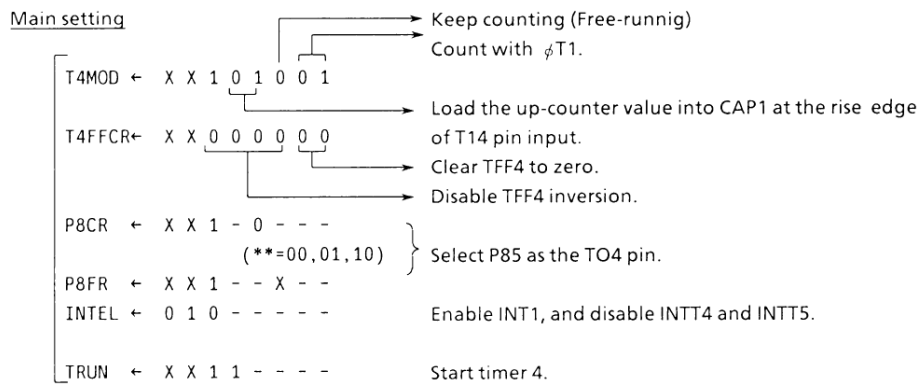 Main setting
Keep counting (Free-runnig)
Count with ϕT1.
T4MOD ← X X 1 0 1 0 0 1
Load the up-counter value into CAP1 at the rise edge
T4FFCR← X X 0 0 0 0 0 0
of T14 pin input.
Clear TFF4 to zero.
Disable TFF4 inversion.
P8CR ← X X 1 - 0 - - -
(**=00,01,10)
Select P85 as the TO4 pin.
P8FR ← X X 1 - - X - -
INTEL ← 0 1 0 - - - - -
Enable INT1, and disable INTT4 and INTT5.
TRUN ← X X 1 1 - - - -
Start timer 4.